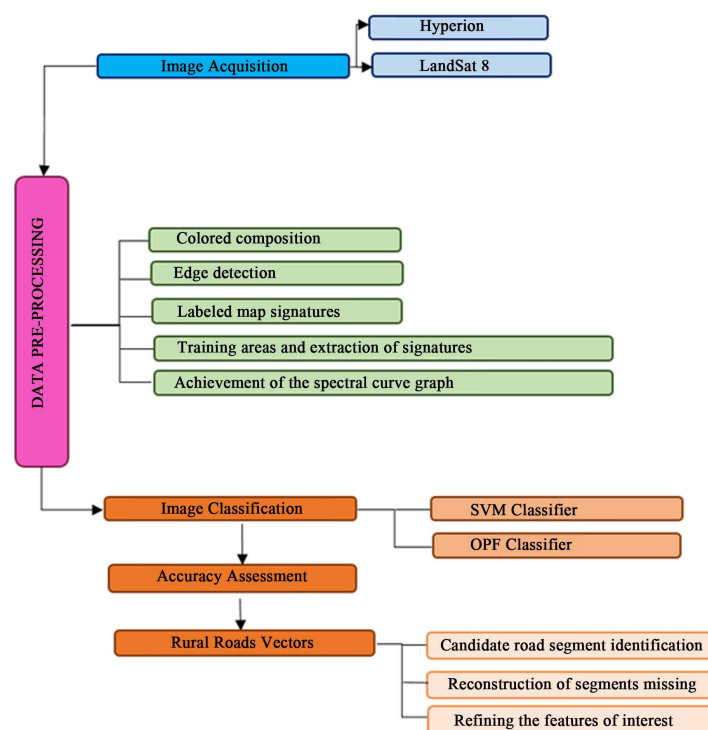 Hyperion
Image Acquisition
LandSat 8
DATA PRE-PROCESSING
Colored composition
Edge detection
Labeled map signatures
Training areas and extraction of signatures
Achievement of the spectral curve graph
Image Classification
SVM Classifier
OPF Classifier
Accuracy Assessment
Rural Roads Vectors
Candidate road segment identification
Reconstruction of segments missing
Refining the features of interest